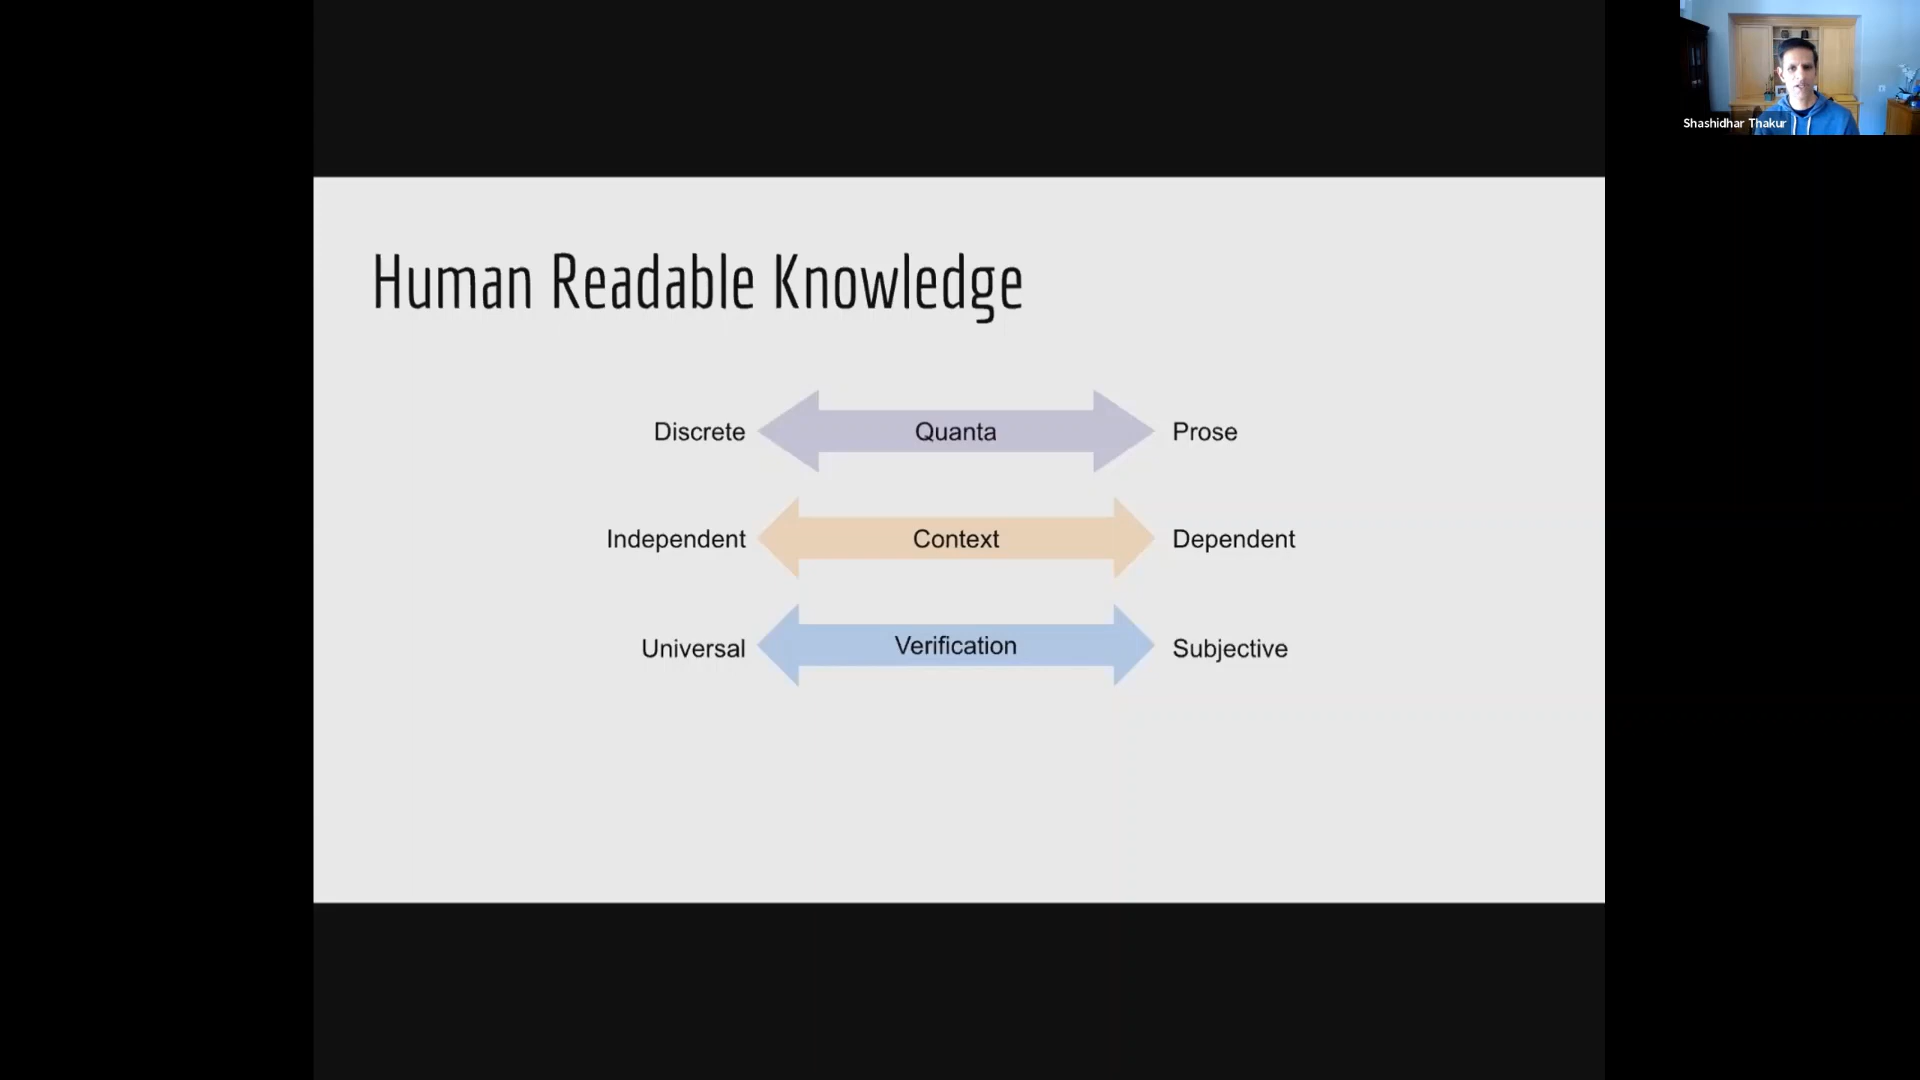 Shashidhar Thakur
Human Readable Knowledge
Discrete Quanta Prose
Independent Context Dependent
Universal Verification Subjective